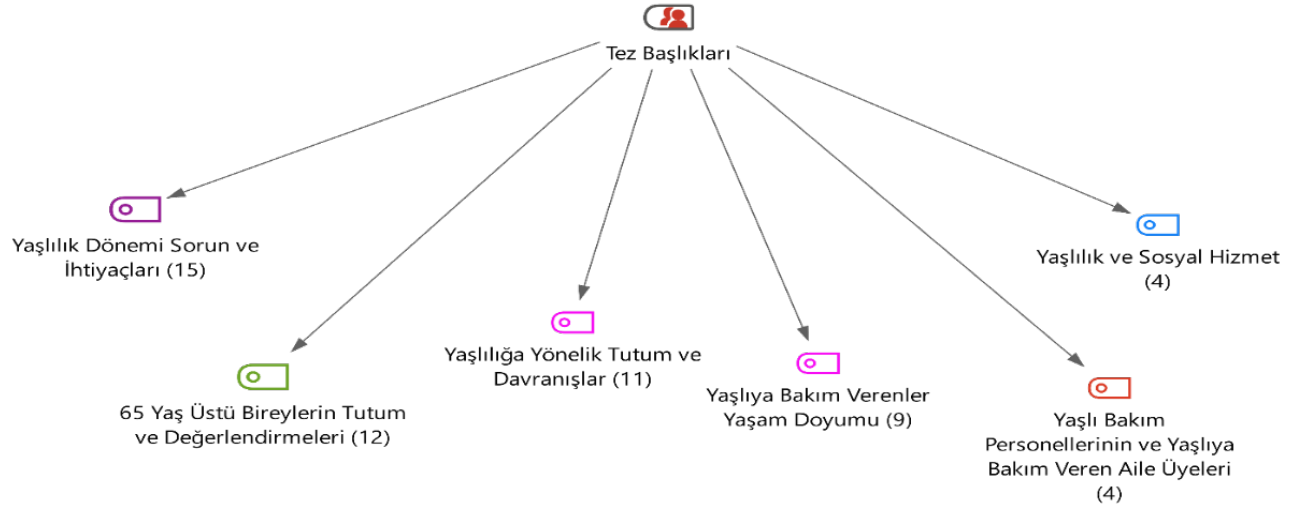 Tez Başlıkları
Yaşlılık Dönemi Sorun ve
İhtiyaçları (15)
65 Yaş Üstü Bireylerin Tutum
ve Değerlendirmeleri (12)
Yaşlılığa Yönelik Tutum ve
Davranışlar (11)
Yaşlıya Bakım Verenler
Yaşam Doyumu (9)
Yaşlı Bakım
Personellerinin ve Yaşlıya
Bakım Veren Aile Üyeleri
(4)
Yaşlılık ve Sosyal Hizmet
(4)